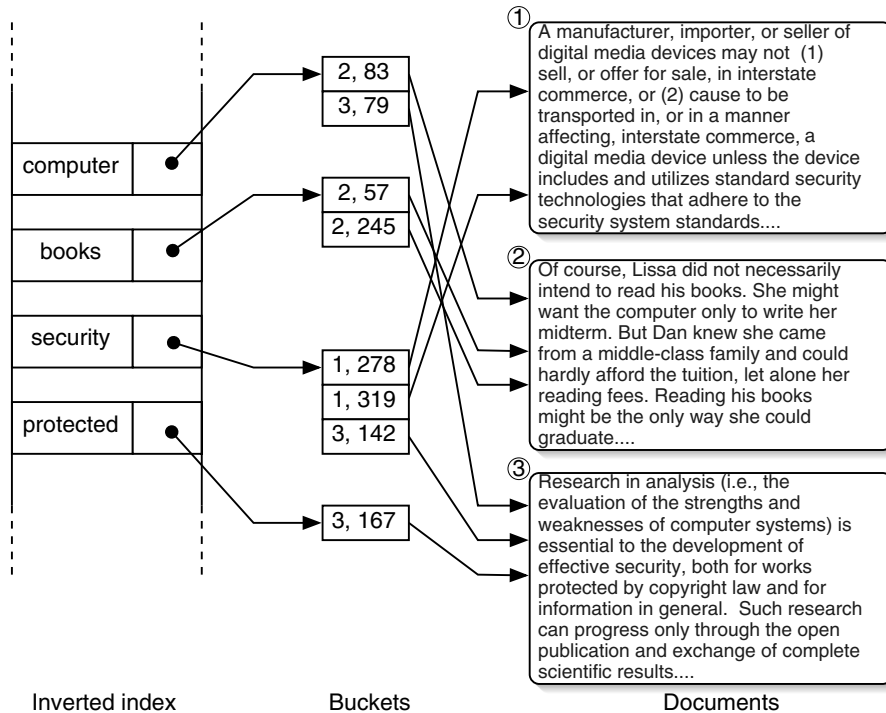 computer
books
security
protected
Inverted index
2, 83
3, 79
2, 57
2, 245
1, 278
1, 319
3, 142
3, 167
Buckets
1
A manufacturer, importer, or seller of
digital media devices may not (1)
sell, or offer for sale, in interstate
commerce, or (2) cause to be
transported in, or in a manner
affecting, interstate commerce, a
digital media device unless the device
includes and utilizes standard security
technologies that adhere to the
security system standards....
2
Of course, Lissa did not necessarily
intend to read his books. She might
want the computer only to write her
midterm. But Dan knew she came
from a middle-class family and could
hardly afford the tuition, let alone her
reading fees. Reading his books
might be the only way she could
graduate....
3
Research in analysis (i.e., the
evaluation of the strengths and
weaknesses of computer systems) is
essential to the development of
effective security, both for works
protected by copyright law and for
information in general. Such research
can progress only through the open
publication and exchange of complete
scientific results....
Documents